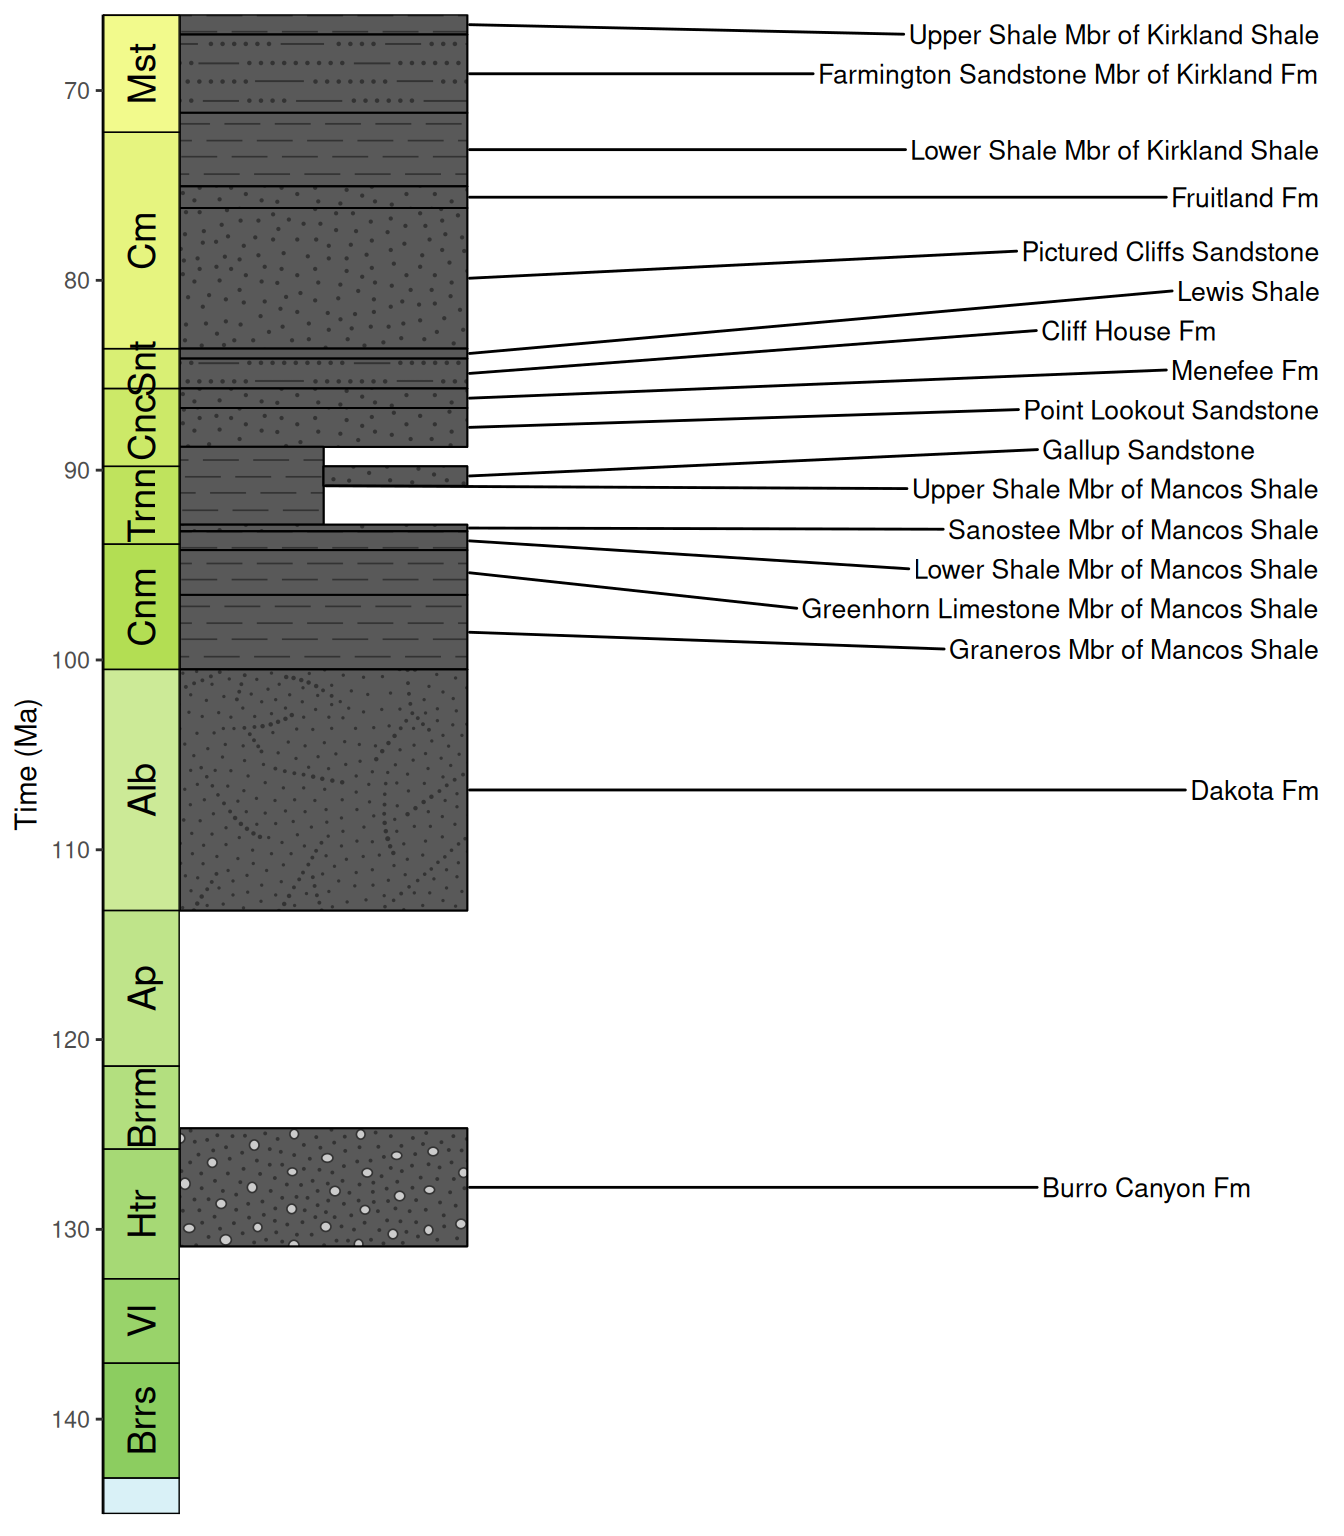 Time (Ma)
70
80
90
100
110
120
130
140
Mst
Cm
Snt
Cnc
Trnn
Cnm
Alb
Ap
Brrm
Htr
Vl
Brrs
Upper Shale Mbr of Kirkland Shale
Farmington Sandstone Mbr of Kirkland Fm
Lower Shale Mbr of Kirkland Shale
Fruitland Fm
Pictured Cliffs Sandstone
Lewis Shale
Cliff House Fm
Menefee Fm
Point Lookout Sandstone
Gallup Sandstone
Upper Shale Mbr of Mancos Shale
Sanostee Mbr of Mancos Shale
Lower Shale Mbr of Mancos Shale
Greenhorn Limestone Mbr of Mancos Shale
Graneros Mbr of Mancos Shale
Dakota Fm
Burro Canyon Fm